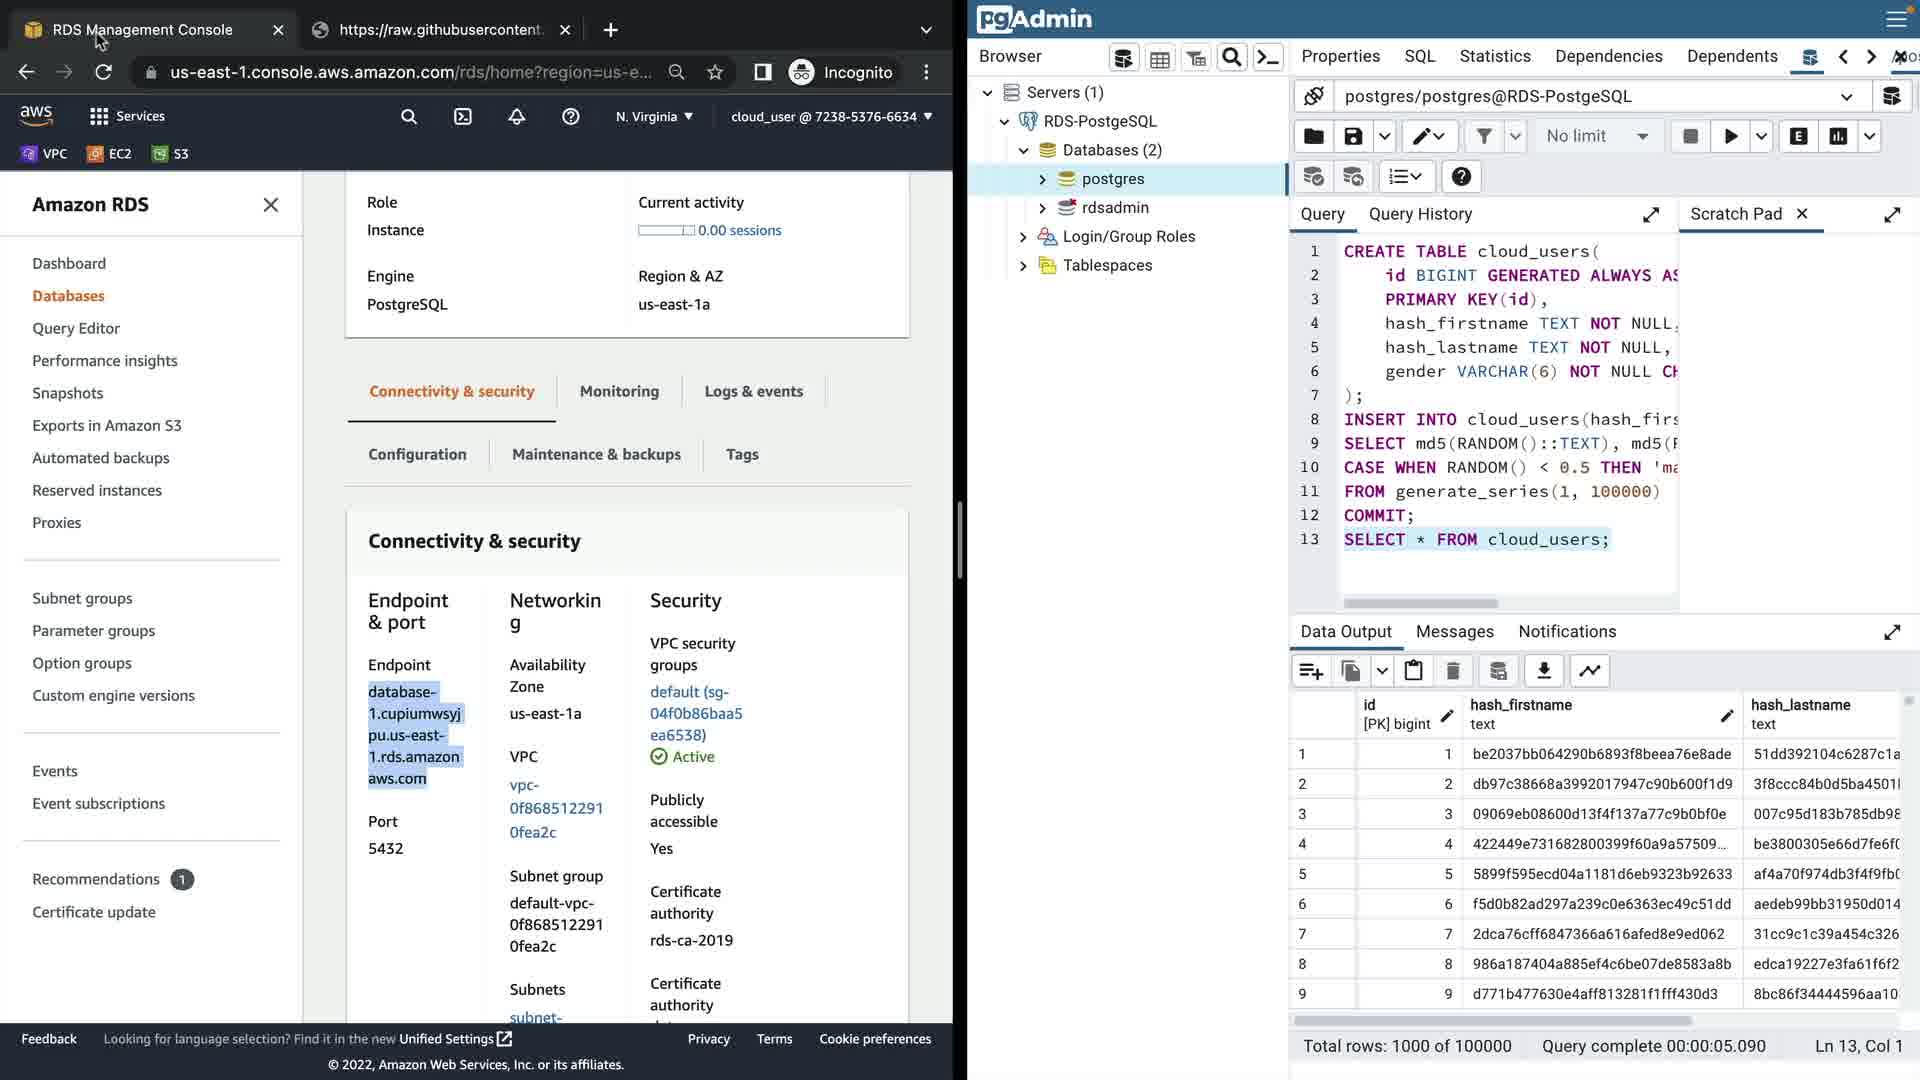 RDS Management Console
https://raw.githubusercontent.
us-east-1.console.aws.amazon.com/rds/home?region=us-e...
Incognito
aws
Services
N. Virginia
cloud_user @ 7238-5376-6634
VPC
EC2
S3
Amazon RDS
Dashboard
Databases
Query Editor
Performance insights
Snapshots
Exports in Amazon S3
Automated backups
Reserved instances
Proxies
Subnet groups
Parameter groups
Option groups
Custom engine versions
Events
Event subscriptions
Recommendations 1
Certificate update
Role
Instance
Current activity
0.00 sessions
Engine
PostgreSQL
Region & AZ
us-east-1a
Connectivity & security
Monitoring
Logs & events
Configuration
Maintenance & backups
Tags
Connectivity & security
Endpoint
& port
Endpoint
database-
1.cupiumwsyj
pu.us-east-
1.rds.amazon
aws.com
Port
5432
Networkin
g
Availability
Zone
us-east-1a
VPC
vpc-
0f868512291
0fea2c
Subnet group
default-vpc-
0f868512291
0fea2c
Subnets
subnet-
Security
VPC security
groups
default (sg-
04f0b86baa5
ea6538)
Active
Publicly
accessible
Yes
Certificate
authority
rds-ca-2019
Certificate
authority
Feedback
Looking for language selection? Find it in the new Unified Settings
Privacy
Terms
Cookie preferences
© 2022, Amazon Web Services, Inc. or its affiliates.
pgAdmin
Browser
Properties
SQL
Statistics
Dependencies
Dependents
Servers (1)
RDS-PostgeSQL
Databases (2)
postgres
rdsadmin
Login/Group Roles
Tablespaces
postgres/postgres@RDS-PostgeSQL
No limit
E
Query
Query History
Scratch Pad
1 CREATE TABLE cloud_users(
2 id BIGINT GENERATED ALWAYS AS
3 PRIMARY KEY(id),
4 hash_firstname TEXT NOT NULL,
5 hash_lastname TEXT NOT NULL,
6 gender VARCHAR(6) NOT NULL CH
7 );
8 INSERT INTO cloud_users(hash_firs
9 SELECT md5(RANDOM()::TEXT), md5(R
10 CASE WHEN RANDOM() < 0.5 THEN 'ma
11 FROM generate_series(1, 100000)
12 COMMIT;
13 SELECT * FROM cloud_users;
Data Output
Messages
Notifications
id
[PK] bigint
hash_firstname
text
hash_lastname
text
1 1 be2037bb064290b6893f8beea76e8ade 51dd392104c6287c1a
2 2 db97c38668a3992017947c90b600f1d9 3f8ccc84b0d5ba4501
3 3 09069eb08600d13f4f137a77c9b0bf0e 007c95d183b785db98
4 4 422449e731682800399f60a9a57509... be3800305e66d7fe6f0
5 5 5899f595ecd04a1181d6eb9323b92633 af4a70f974db3f4f9fb0
6 6 f5d0b82ad297a239c0e6363ec49c51dd aedeb99bb31950d014
7 7 2dca76cff6847366a616afed8e9ed062 31cc9c1c39a454c326
8 8 986a187404a885ef4c6be07de8583a8b edca19227e3fa61f6f2
9 9 d771b477630e4aff813281f1fff430d3 8bc86f34444596aa10
Total rows: 1000 of 100000
Query complete 00:00:05.090
Ln 13, Col 1